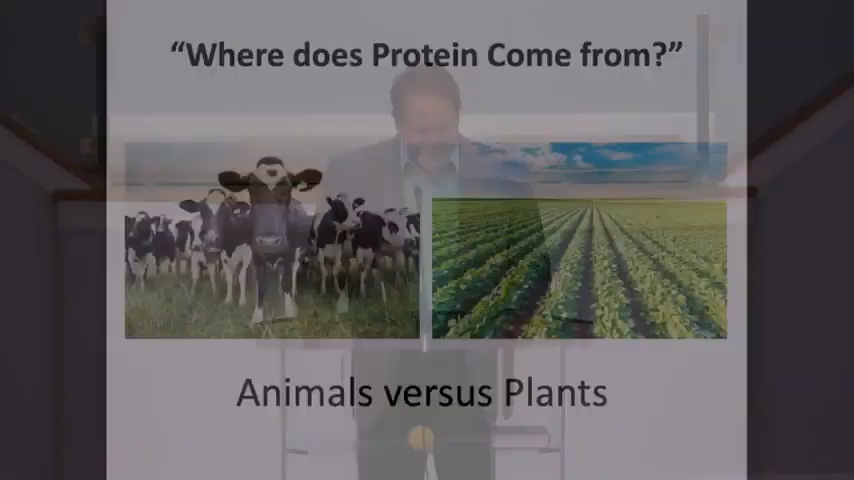 “Where does Protein Come from?”
Animals versus Plants